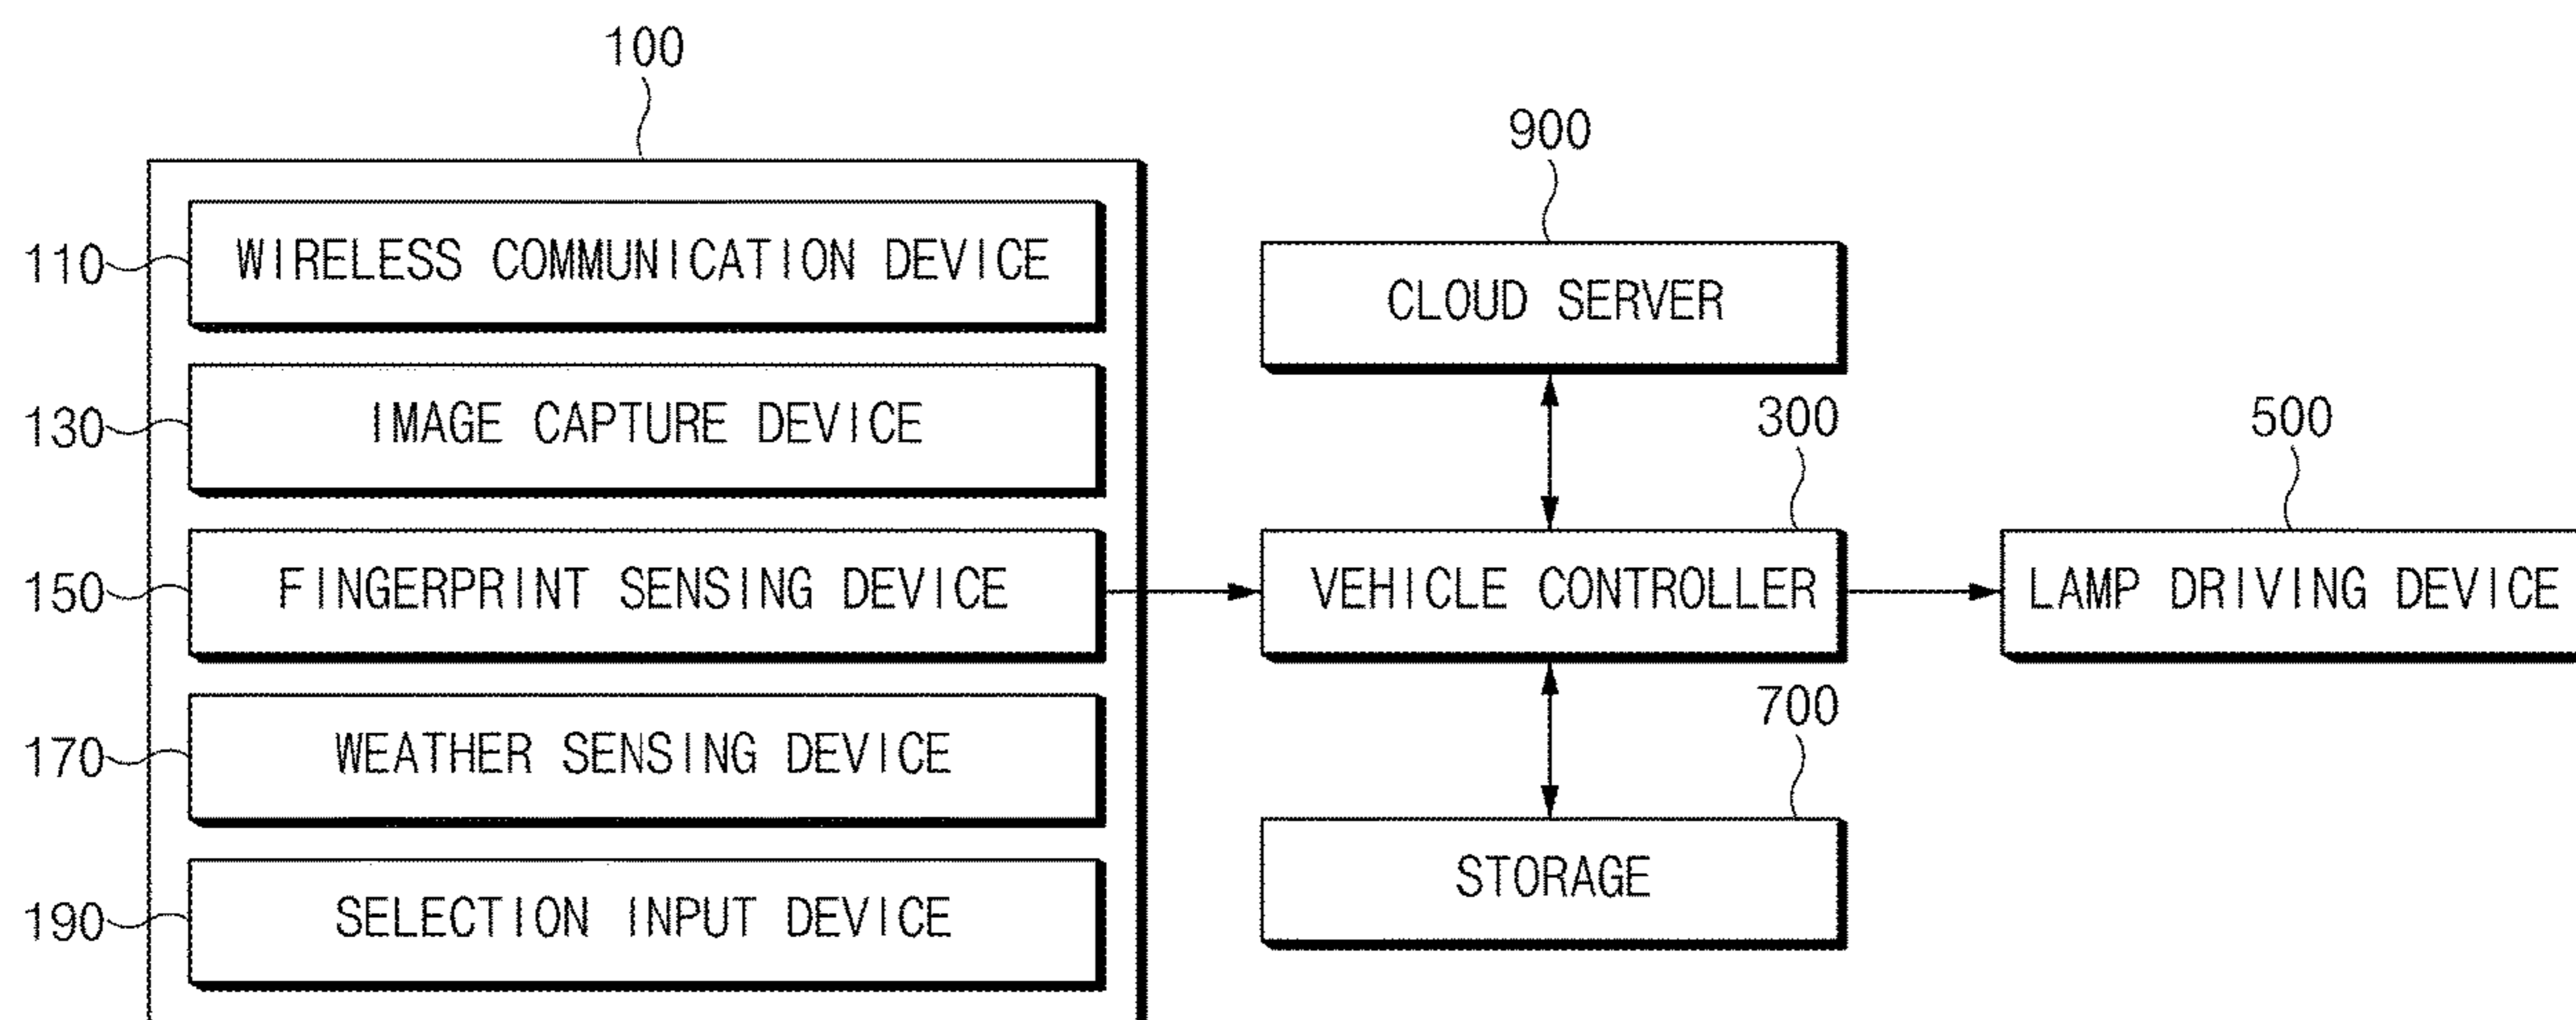 100
110
WIRELESS COMMUNICATION DEVICE
130
IMAGE CAPTURE DEVICE
150
FINGERPRINT SENSING DEVICE
170
WEATHER SENSING DEVICE
190
SELECTION INPUT DEVICE
900
CLOUD SERVER
300
VEHICLE CONTROLLER
700
STORAGE
500
LAMP DRIVING DEVICE